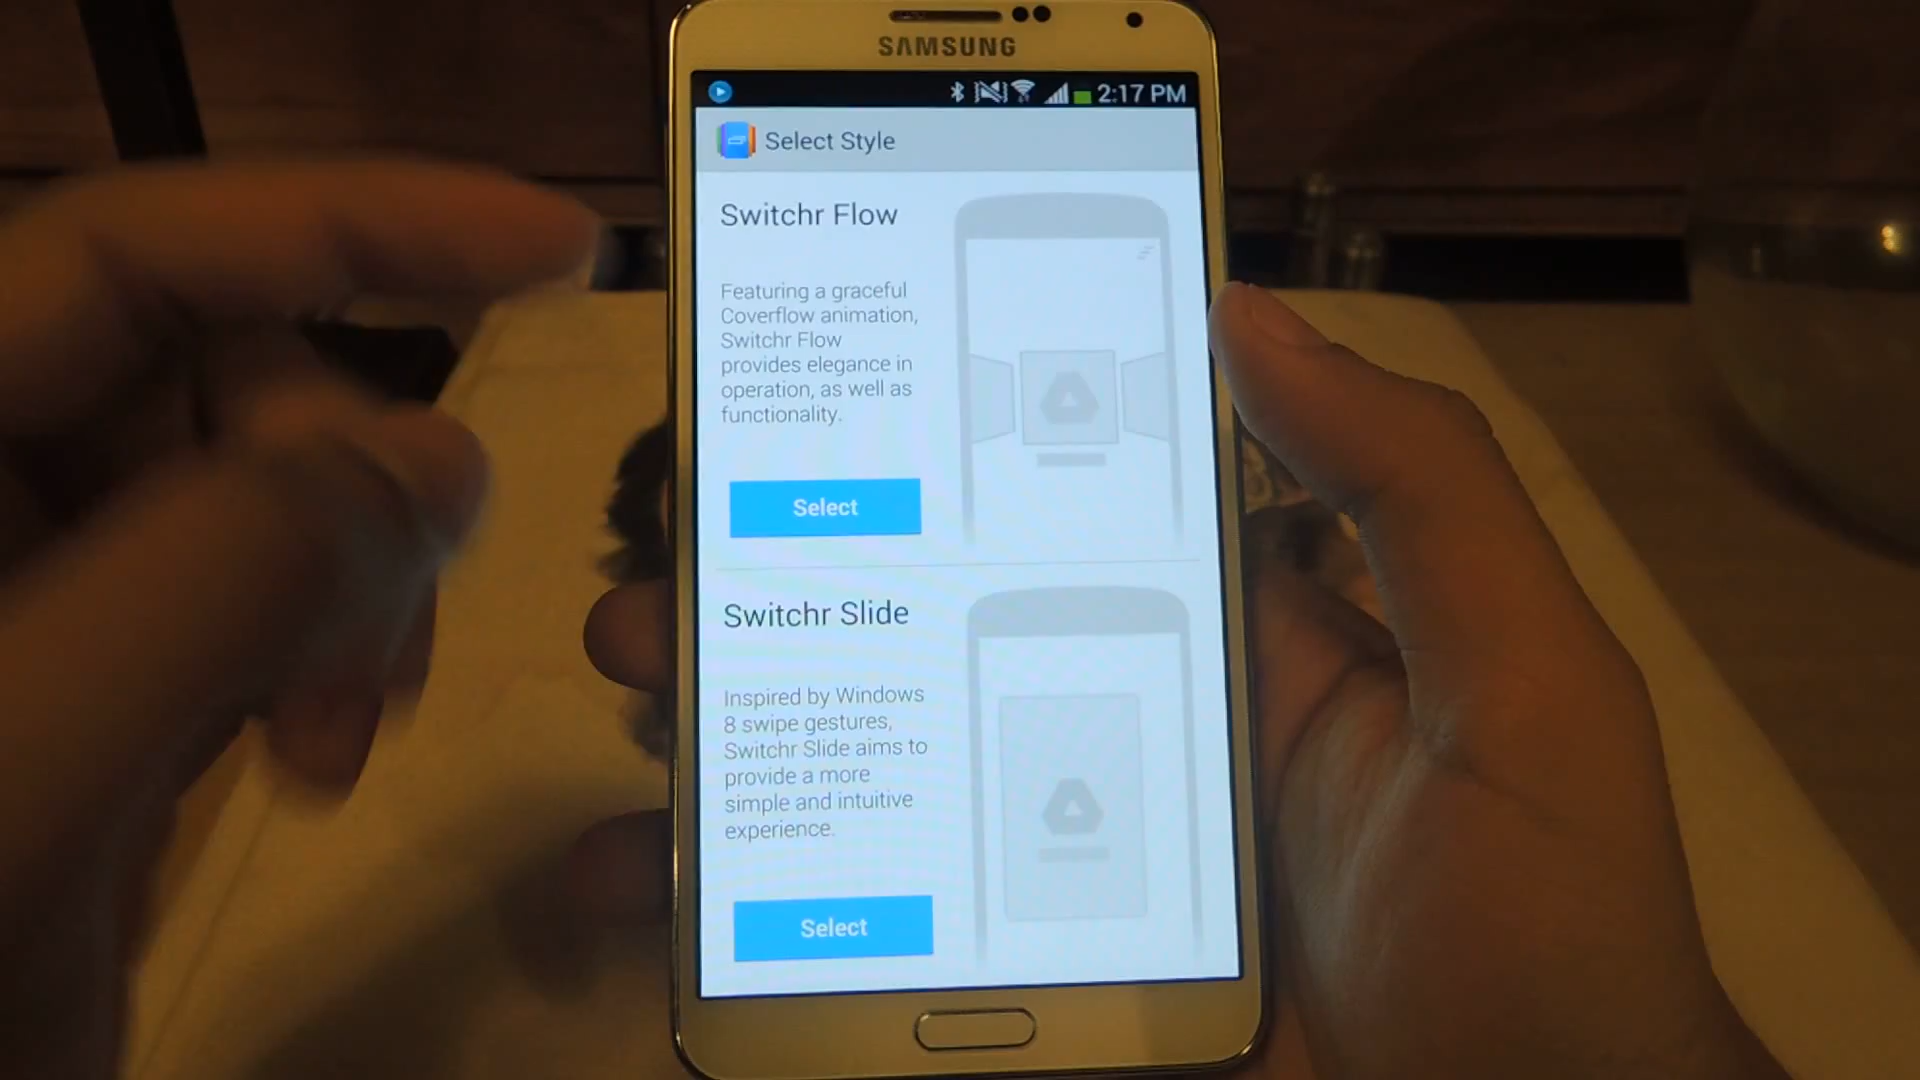 SAMSUNG
2:17 PM
Select Style
Switchr Flow
Featuring a graceful
Coverflow animation,
Switchr Flow
provides elegance in
operation, as well as
functionality.
Select
Switchr Slide
Inspired by Windows
8 swipe gestures,
Switchr Slide aims to
provide a more
simple and intuitive
experience.
Select